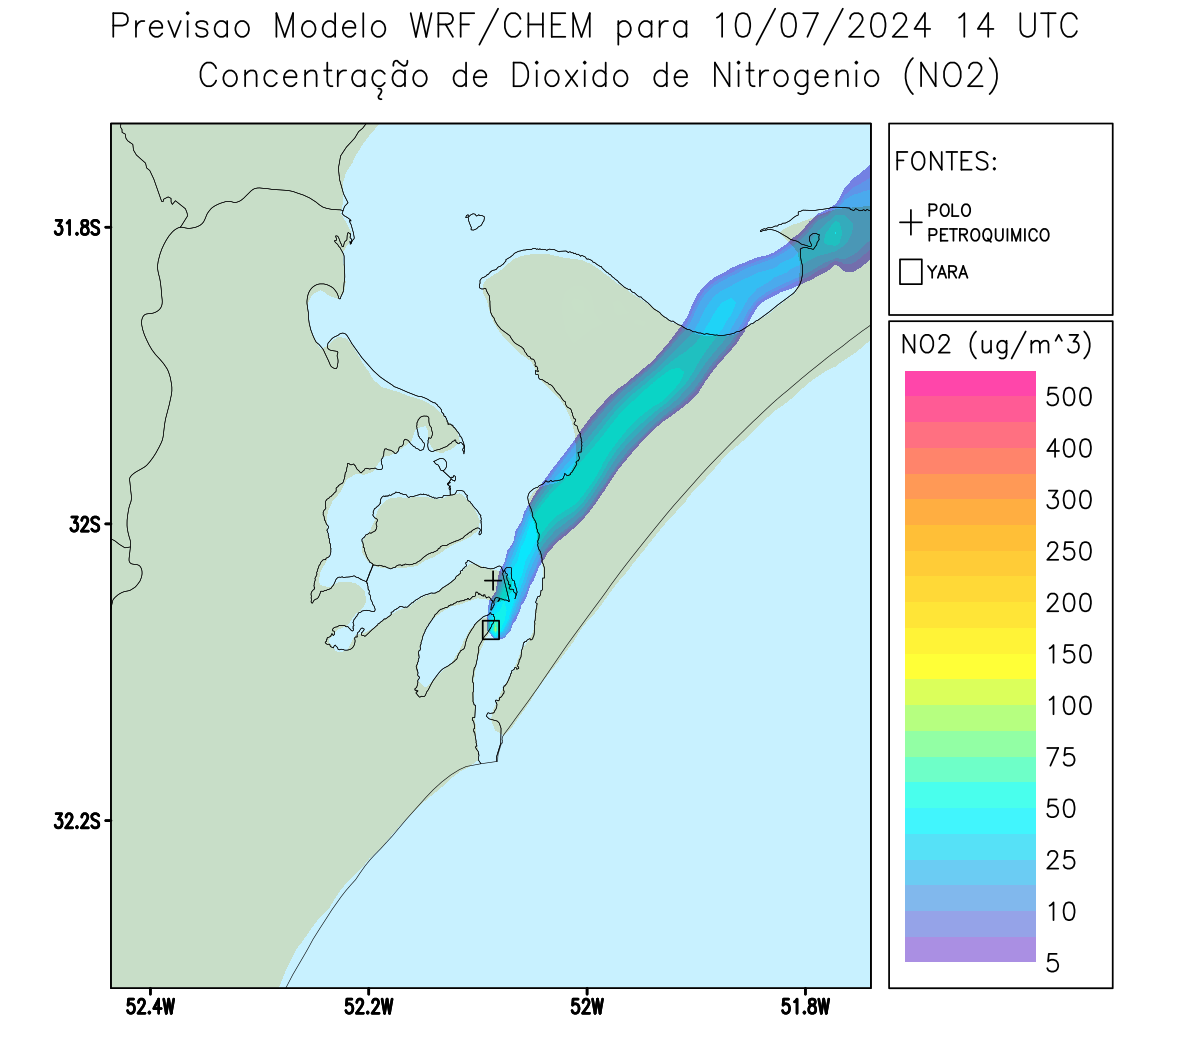 Previsao Modelo WRF/CHEM para 10/07/2024 14 UTC
Concentração de Dioxido de Nitrogenio (NO2)
FONTES:
POLO
PETROQUIMICO
YARA
NO2 (ug/m^3)
500
400
300
250
200
150
100
75
50
25
10
5
31.8S
32S
32.2S
52.4W
52.2W
52W
51.8W